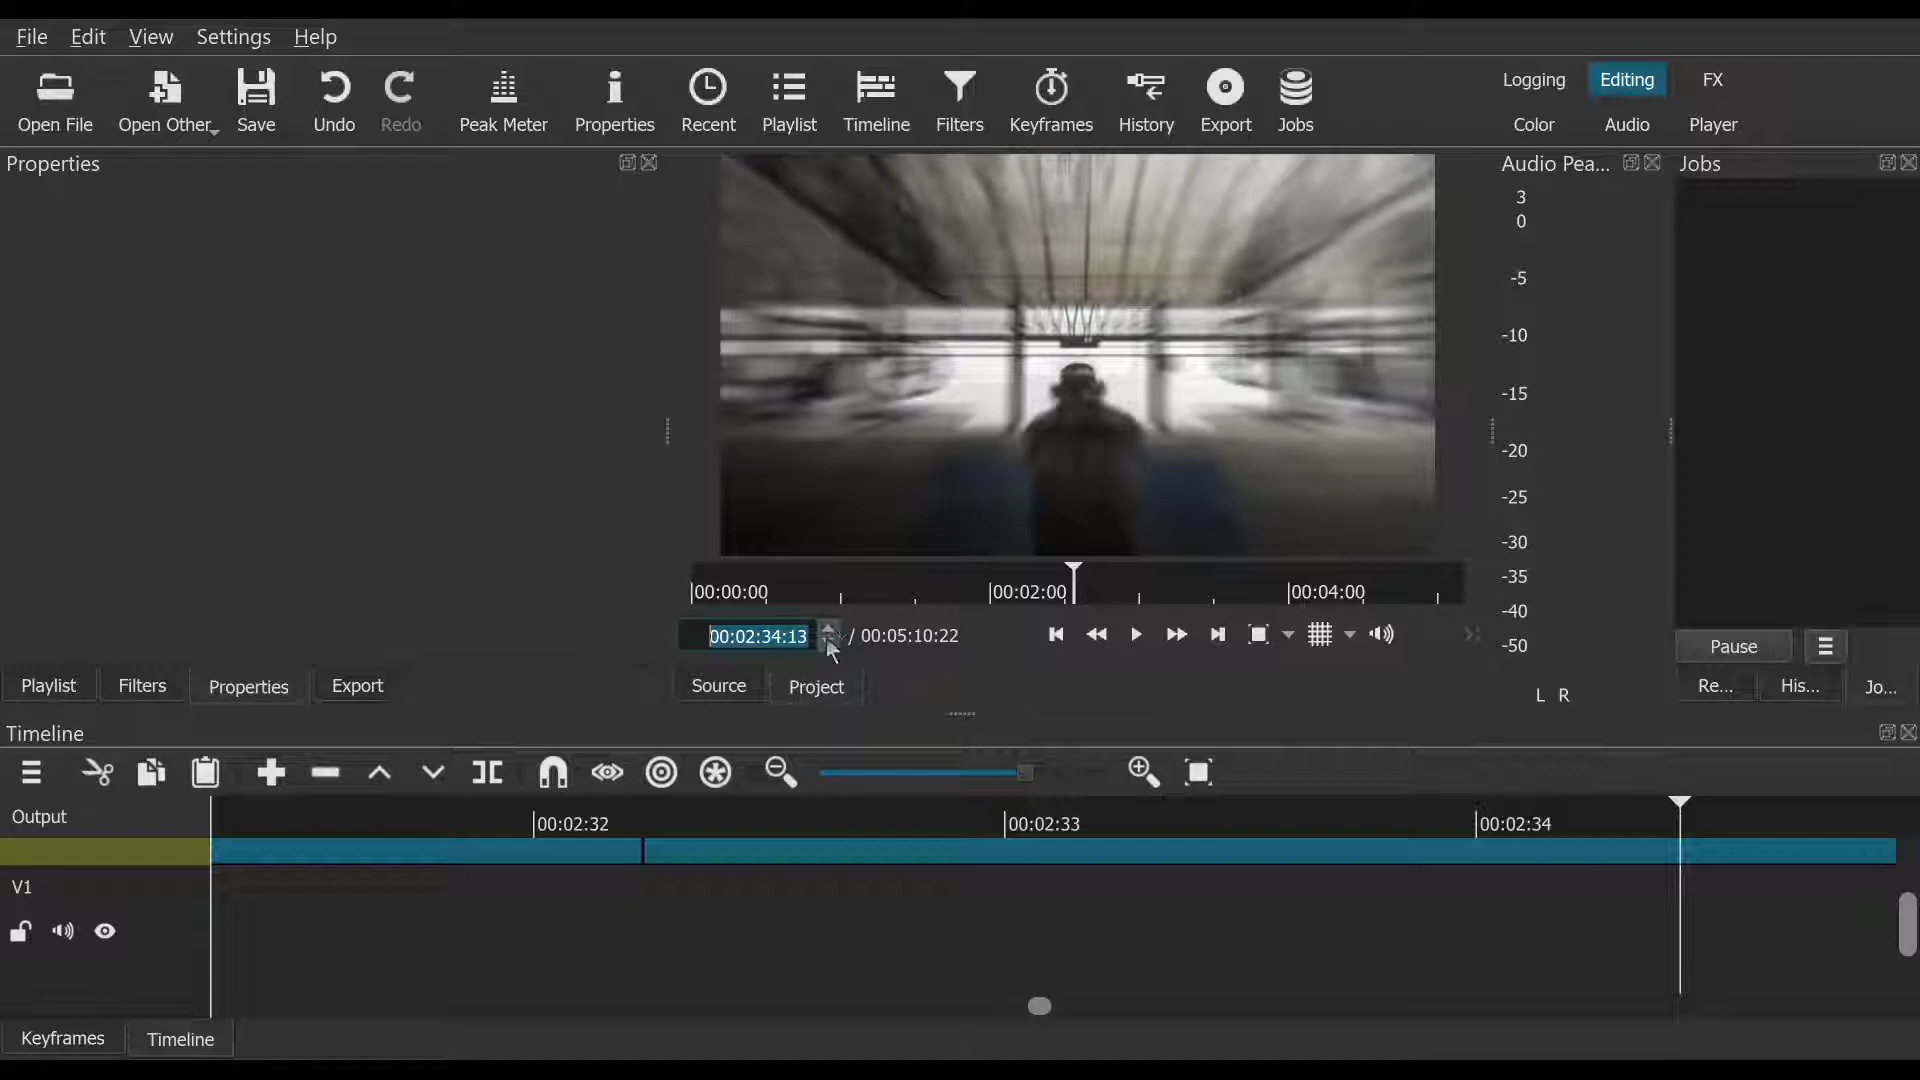 File Edit View Settings Help
Open File Open Other Save Undo Redo Peak Meter Properties Recent Playlist Timeline Filters Keyframes History Export Jobs
Logging Editing FX
Color Audio Player
Properties
Audio Pea... Jobs
3
0
-5
-10
-15
-20
-25
-30
-35
-40
-50
L R
00:00:00 00:02:00 00:04:00
00:02:34:13 / 00:05:10:22
Pause
Playlist Filters Properties Export
Source Project
Re... His... Jo...
Timeline
Output
00:02:32 00:02:33 00:02:34
V1
Keyframes Timeline